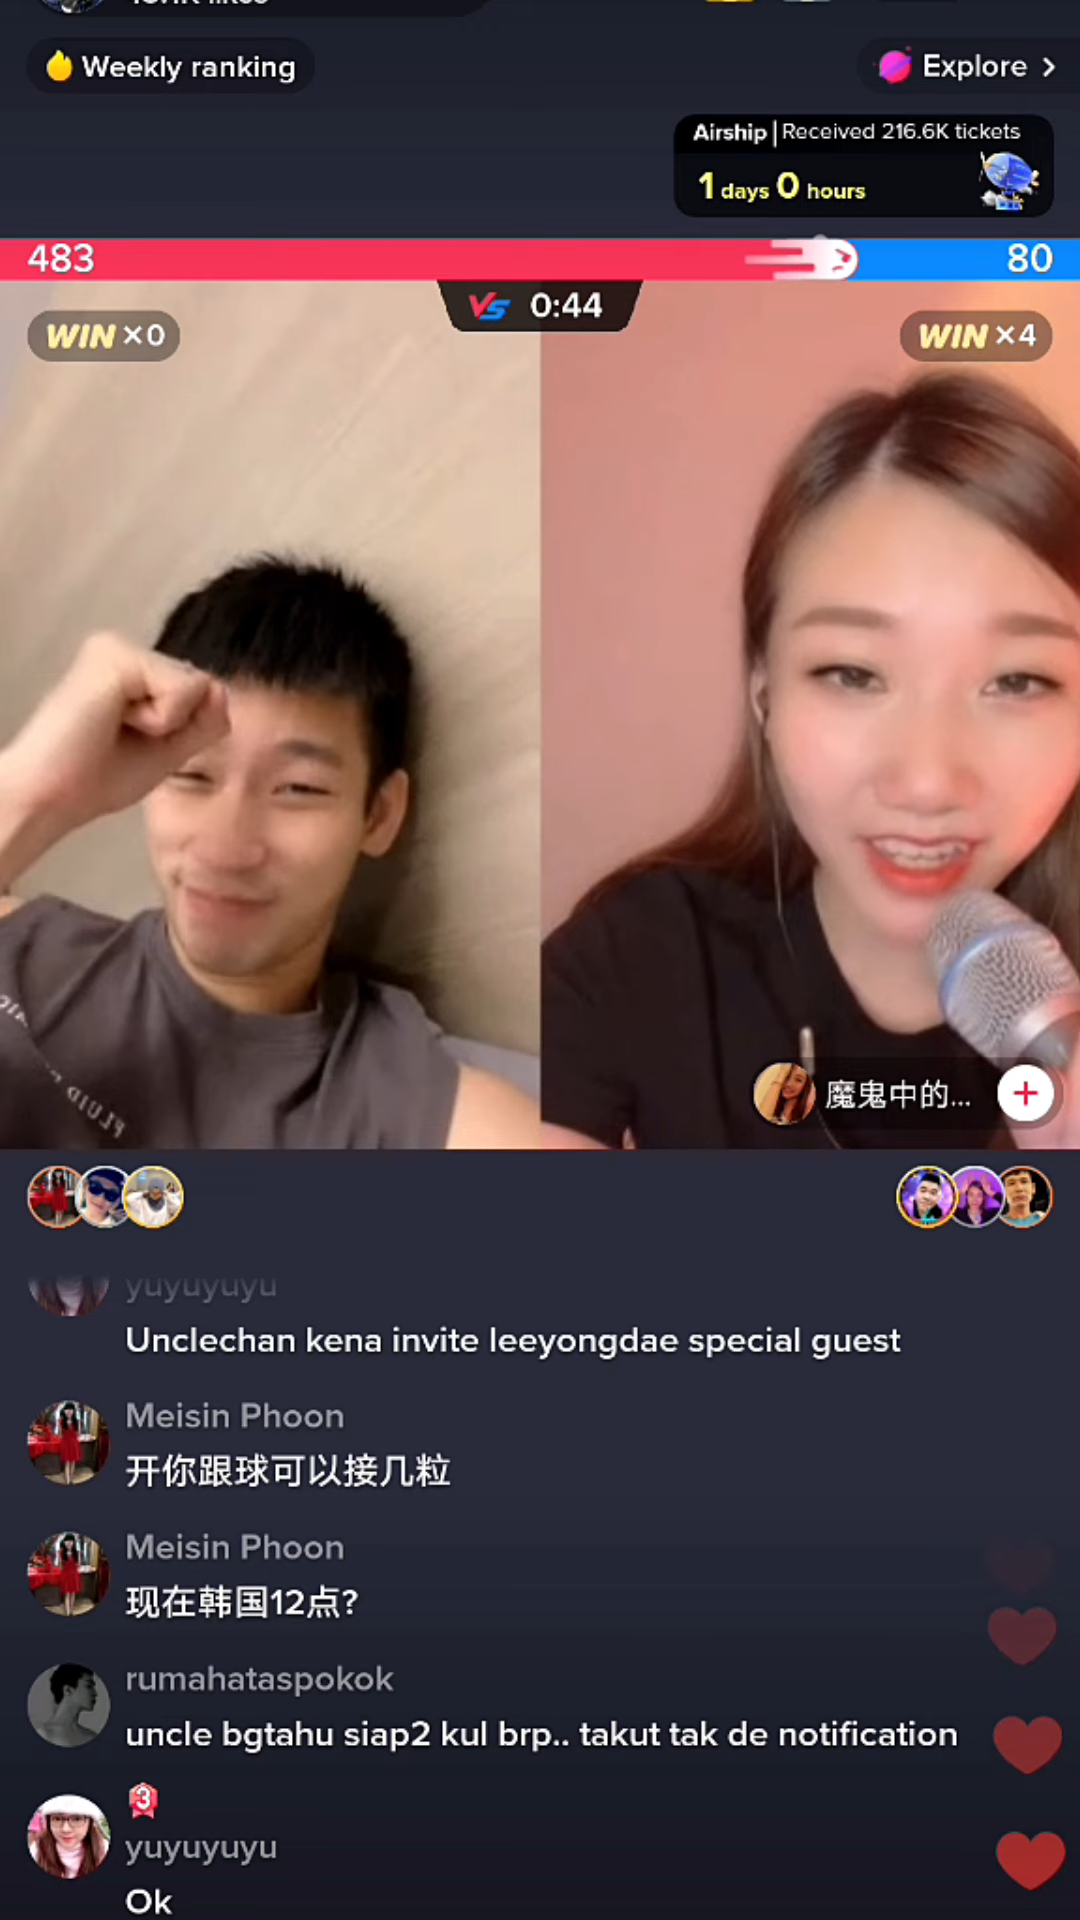 Weekly ranking
Explore >
Airship | Received 216.6K tickets
1 days 0 hours
483
80
VS 0:44
WIN ×0
WIN ×4
魔鬼中的...
yuyuyuyu
Unclechan kena invite leeyongdae special guest
Meisin Phoon
开你跟球可以接几粒
Meisin Phoon
现在韩国12点?
rumahataspokok
uncle bgtahu siap2 kul brp.. takut tak de notification
3
yuyuyuyu
Ok